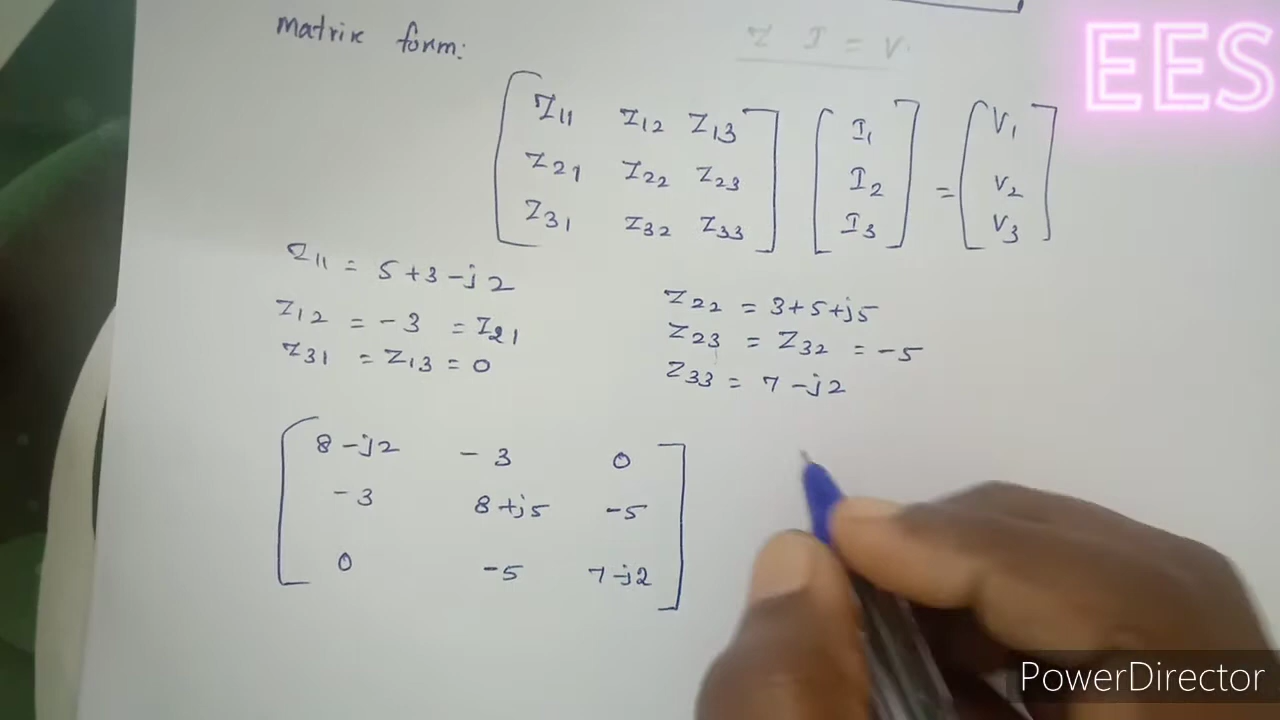 matrix form:
Z I = V
EES
Z11 Z12 Z13 I1 V1
Z21 Z22 Z23 I2 = V2
Z31 Z32 Z33 I3 V3
Z11 = 5+3-j2
Z12 = -3 = Z21
Z31 = Z13 = 0
Z22 = 3+5+j5
Z23 = Z32 = -5
Z33 = 7-j2
8-j2 -3 0
-3 8+j5 -5
0 -5 7-j2
PowerDirector